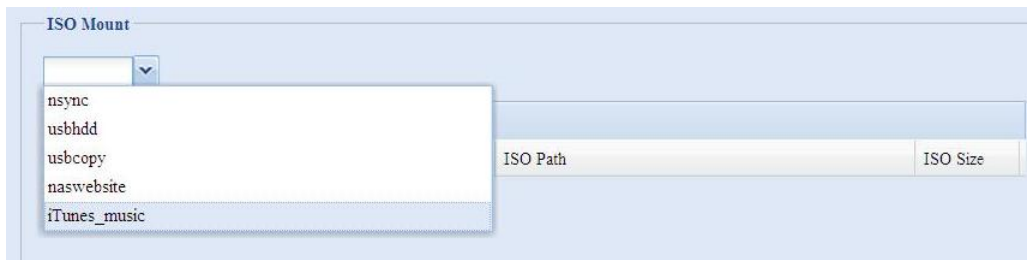 ISO Mount
nsync
usbhdd
usbcopy
naswebsite
iTunes_music
ISO Path
ISO Size